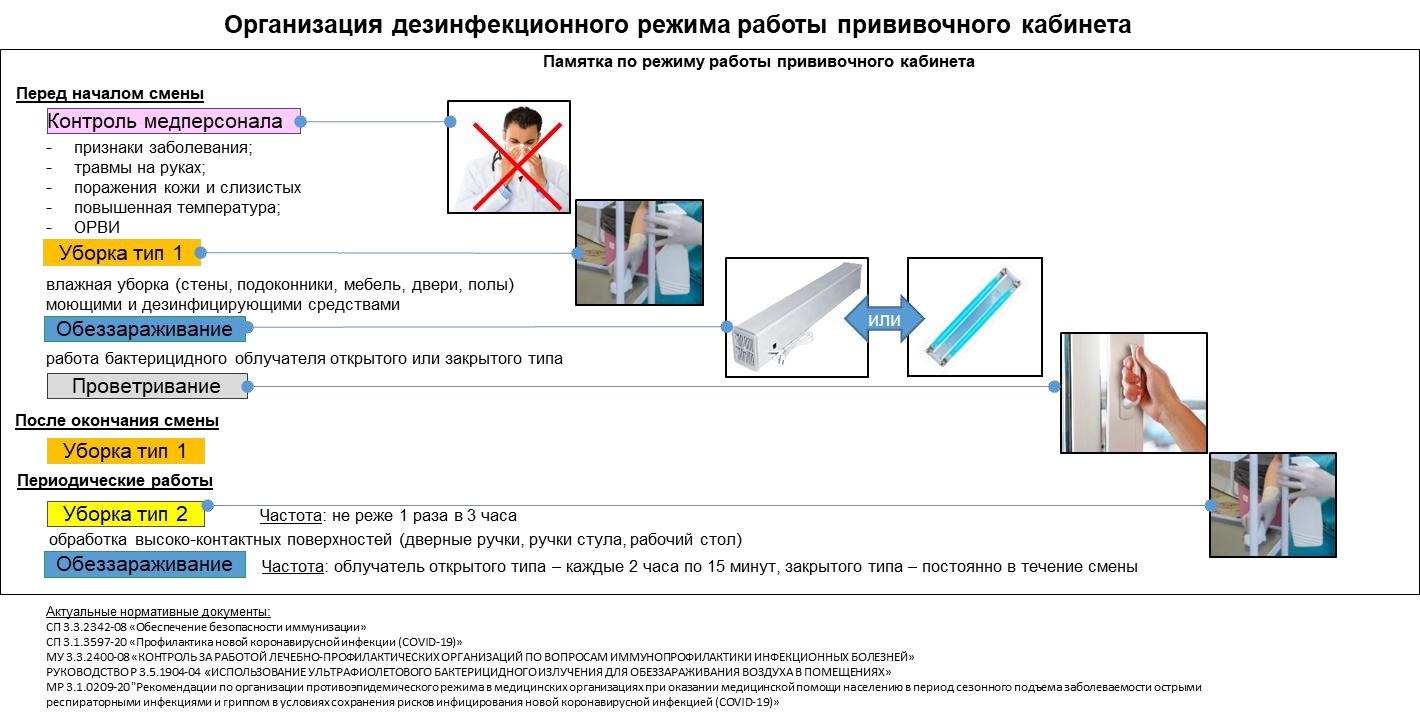 Организация дезинфекционного режима работы прививочного кабинета
Памятка по режиму работы прививочного кабинета
Перед началом смены
Контроль медперсонала
- признаки заболевания;
- травмы на руках;
- поражения кожи и слизистых
- повышенная температура;
- ОРВИ
Уборка тип 1
влажная уборка (стены, подоконники, мебель, двери, полы)
моющими и дезинфицирующими средствами
Обеззараживание
или
работа бактерицидного облучателя открытого или закрытого типа
Проветривание
После окончания смены
Уборка тип 1
Периодические работы
Уборка тип 2 Частота: не реже 1 раза в 3 часа
обработка высоко-контактных поверхностей (дверные ручки, ручки стула, рабочий стол)
Обеззараживание Частота: облучатель открытого типа – каждые 2 часа по 15 минут, закрытого типа – постоянно в течение смены
Актуальные нормативные документы:
СП 3.3.2342-08 «Обеспечение безопасности иммунизации»
СП 3.1.3597-20 «Профилактика новой коронавирусной инфекции (COVID-19)»
МУ 3.3.2400-08 «КОНТРОЛЬ ЗА РАБОТОЙ ЛЕЧЕБНО-ПРОФИЛАКТИЧЕСКИХ ОРГАНИЗАЦИЙ ПО ВОПРОСАМ ИММУНОПРОФИЛАКТИКИ ИНФЕКЦИОННЫХ БОЛЕЗНЕЙ»
РУКОВОДСТВО Р 3.5.1904-04 «ИСПОЛЬЗОВАНИЕ УЛЬТРАФИОЛЕТОВОГО БАКТЕРИЦИДНОГО ИЗЛУЧЕНИЯ ДЛЯ ОБЕЗЗАРАЖИВАНИЯ ВОЗДУХА В ПОМЕЩЕНИЯХ»
МР 3.1.0209-20 "Рекомендации по организации противоэпидемического режима в медицинских организациях при оказании медицинской помощи населению в период сезонного подъема заболеваемости острыми
респираторными инфекциями и гриппом в условиях сохранения рисков инфицирования новой коронавирусной инфекцией (COVID-19)»